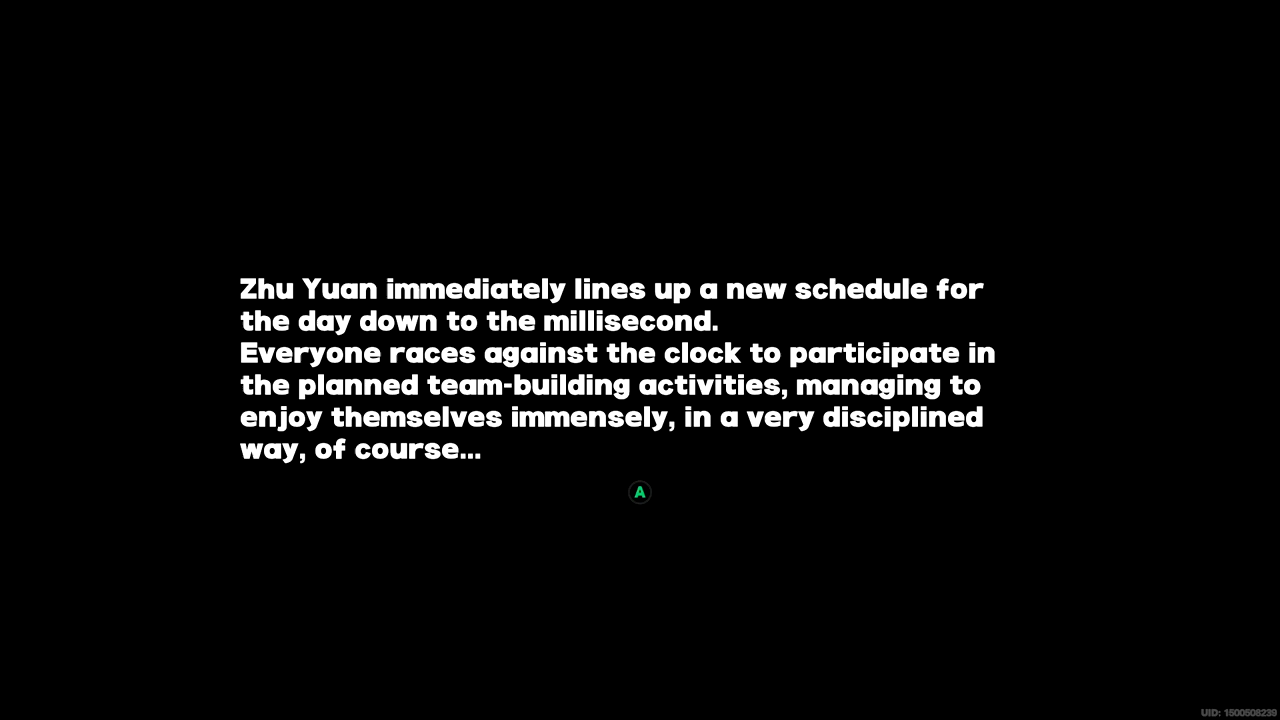 Zhu Yuan immediately lines up a new schedule for
the day down to the millisecond.
Everyone races against the clock to participate in
the planned team-building activities, managing to
enjoy themselves immensely, in a very disciplined
way, of course...
A
UID: 1500508239